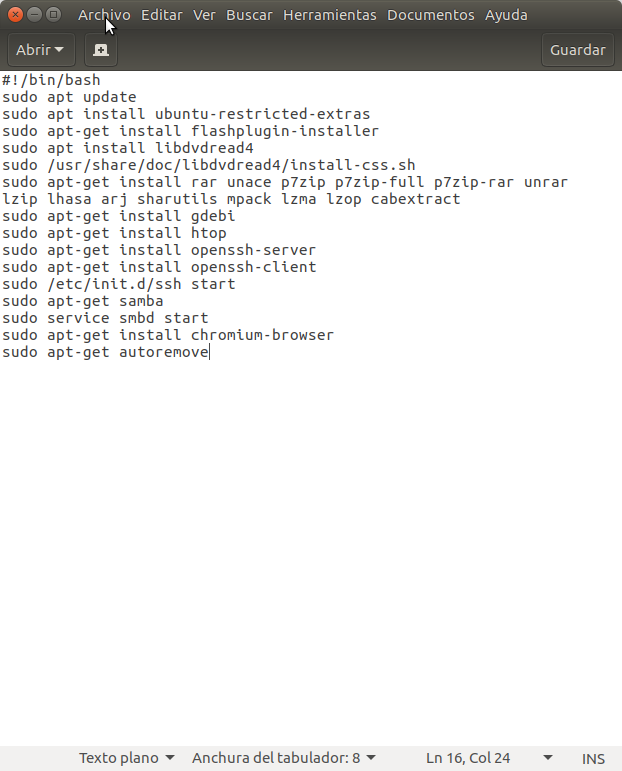 Archivo Editar Ver Buscar Herramientas Documentos Ayuda
Abrir Guardar
#!/bin/bash
sudo apt update
sudo apt install ubuntu-restricted-extras
sudo apt-get install flashplugin-installer
sudo apt install libdvdread4
sudo /usr/share/doc/libdvdread4/install-css.sh
sudo apt-get install rar unace p7zip p7zip-full p7zip-rar unrar
lzip lhasa arj sharutils mpack lzma lzop cabextract
sudo apt-get install gdebi
sudo apt-get install htop
sudo apt-get install openssh-server
sudo apt-get install openssh-client
sudo /etc/init.d/ssh start
sudo apt-get samba
sudo service smbd start
sudo apt-get install chromium-browser
sudo apt-get autoremove
Texto plano Anchura del tabulador: 8 Ln 16, Col 24 INS